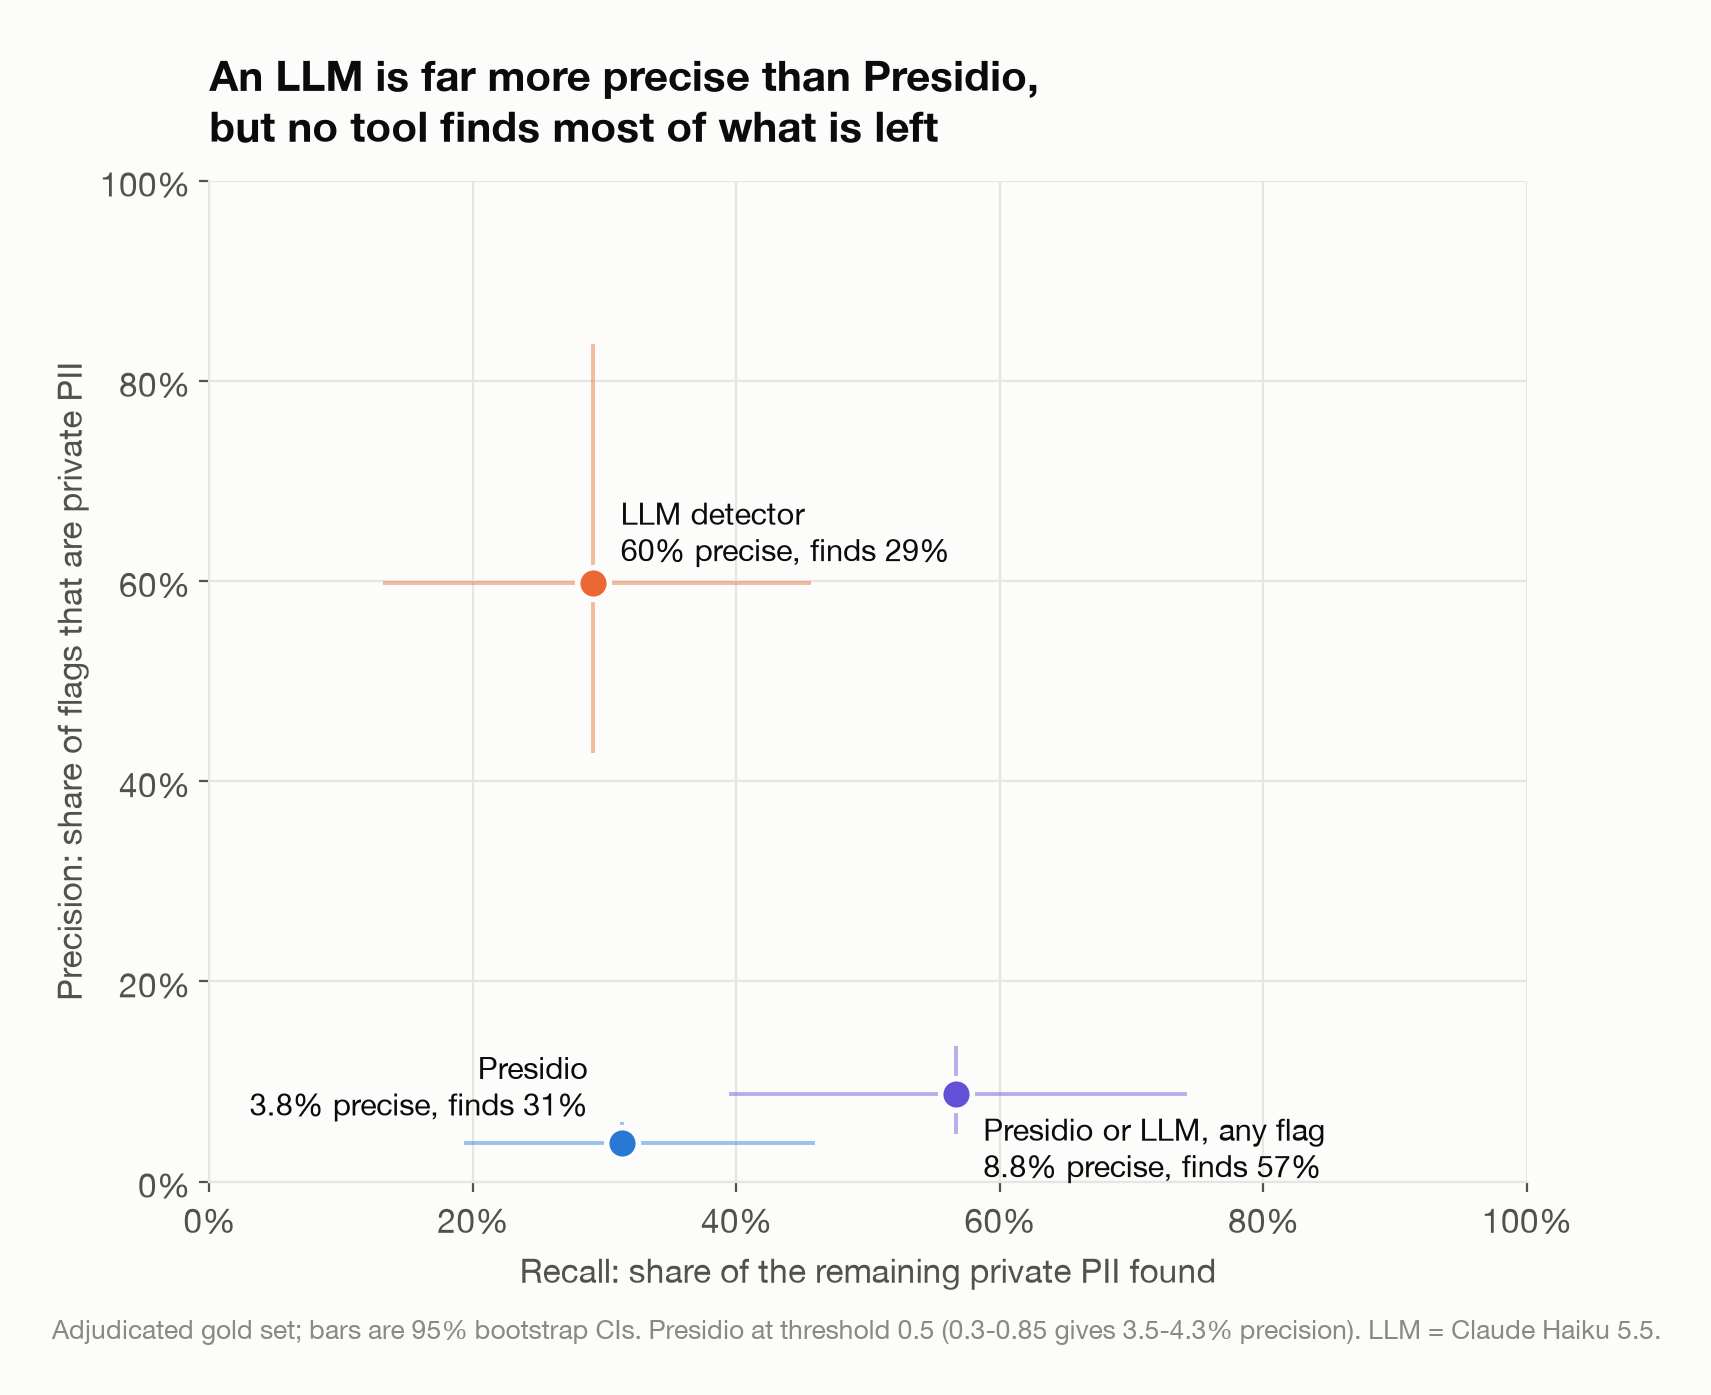 An LLM is far more precise than Presidio,
but no tool finds most of what is left
100%
80%
60%
40%
20%
0%
Precision: share of flags that are private PII
LLM detector
60% precise, finds 29%
Presidio
3.8% precise, finds 31%
Presidio or LLM, any flag
8.8% precise, finds 57%
0%
20%
40%
60%
80%
100%
Recall: share of the remaining private PII found
Adjudicated gold set; bars are 95% bootstrap CIs. Presidio at threshold 0.5 (0.3-0.85 gives 3.5-4.3% precision). LLM = Claude Haiku 5.5.